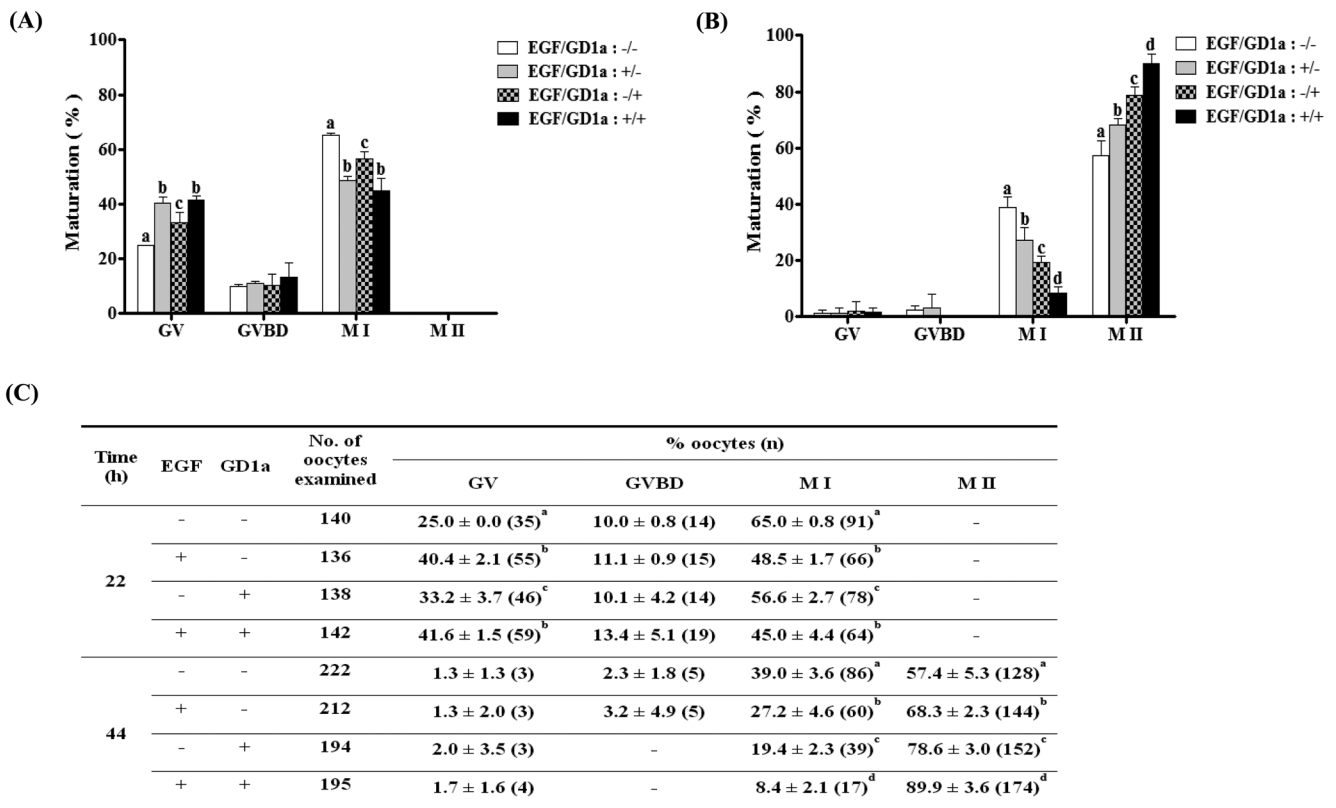 (A)
100
80
60
40
20
0
Maturation ( % )
a
b
c
b
a
b
c
b
GV
GVBD
M I
M II
EGF/GD1a : -/-
EGF/GD1a : +/-
EGF/GD1a : -/+
EGF/GD1a : +/+
(B)
100
80
60
40
20
0
Maturation ( % )
a
b
c
d
a
b
c
d
GV
GVBD
M I
M II
EGF/GD1a : -/-
EGF/GD1a : +/-
EGF/GD1a : -/+
EGF/GD1a : +/+
(C)
Time (h) EGF GD1a No. of oocytes examined % oocytes (n)
GV GVBD M I M II
22
- - 140 25.0 ± 0.0 (35)a 10.0 ± 0.8 (14) 65.0 ± 0.8 (91)a -
+ - 136 40.4 ± 2.1 (55)b 11.1 ± 0.9 (15) 48.5 ± 1.7 (66)b -
- + 138 33.2 ± 3.7 (46)c 10.1 ± 4.2 (14) 56.6 ± 2.7 (78)c -
+ + 142 41.6 ± 1.5 (59)b 13.4 ± 5.1 (19) 45.0 ± 4.4 (64)b -
44
- - 222 1.3 ± 1.3 (3) 2.3 ± 1.8 (5) 39.0 ± 3.6 (86)a 57.4 ± 5.3 (128)a
+ - 212 1.3 ± 2.0 (3) 3.2 ± 4.9 (5) 27.2 ± 4.6 (60)b 68.3 ± 2.3 (144)b
- + 194 2.0 ± 3.5 (3) - 19.4 ± 2.3 (39)c 78.6 ± 3.0 (152)c
+ + 195 1.7 ± 1.6 (4) - 8.4 ± 2.1 (17)d 89.9 ± 3.6 (174)d